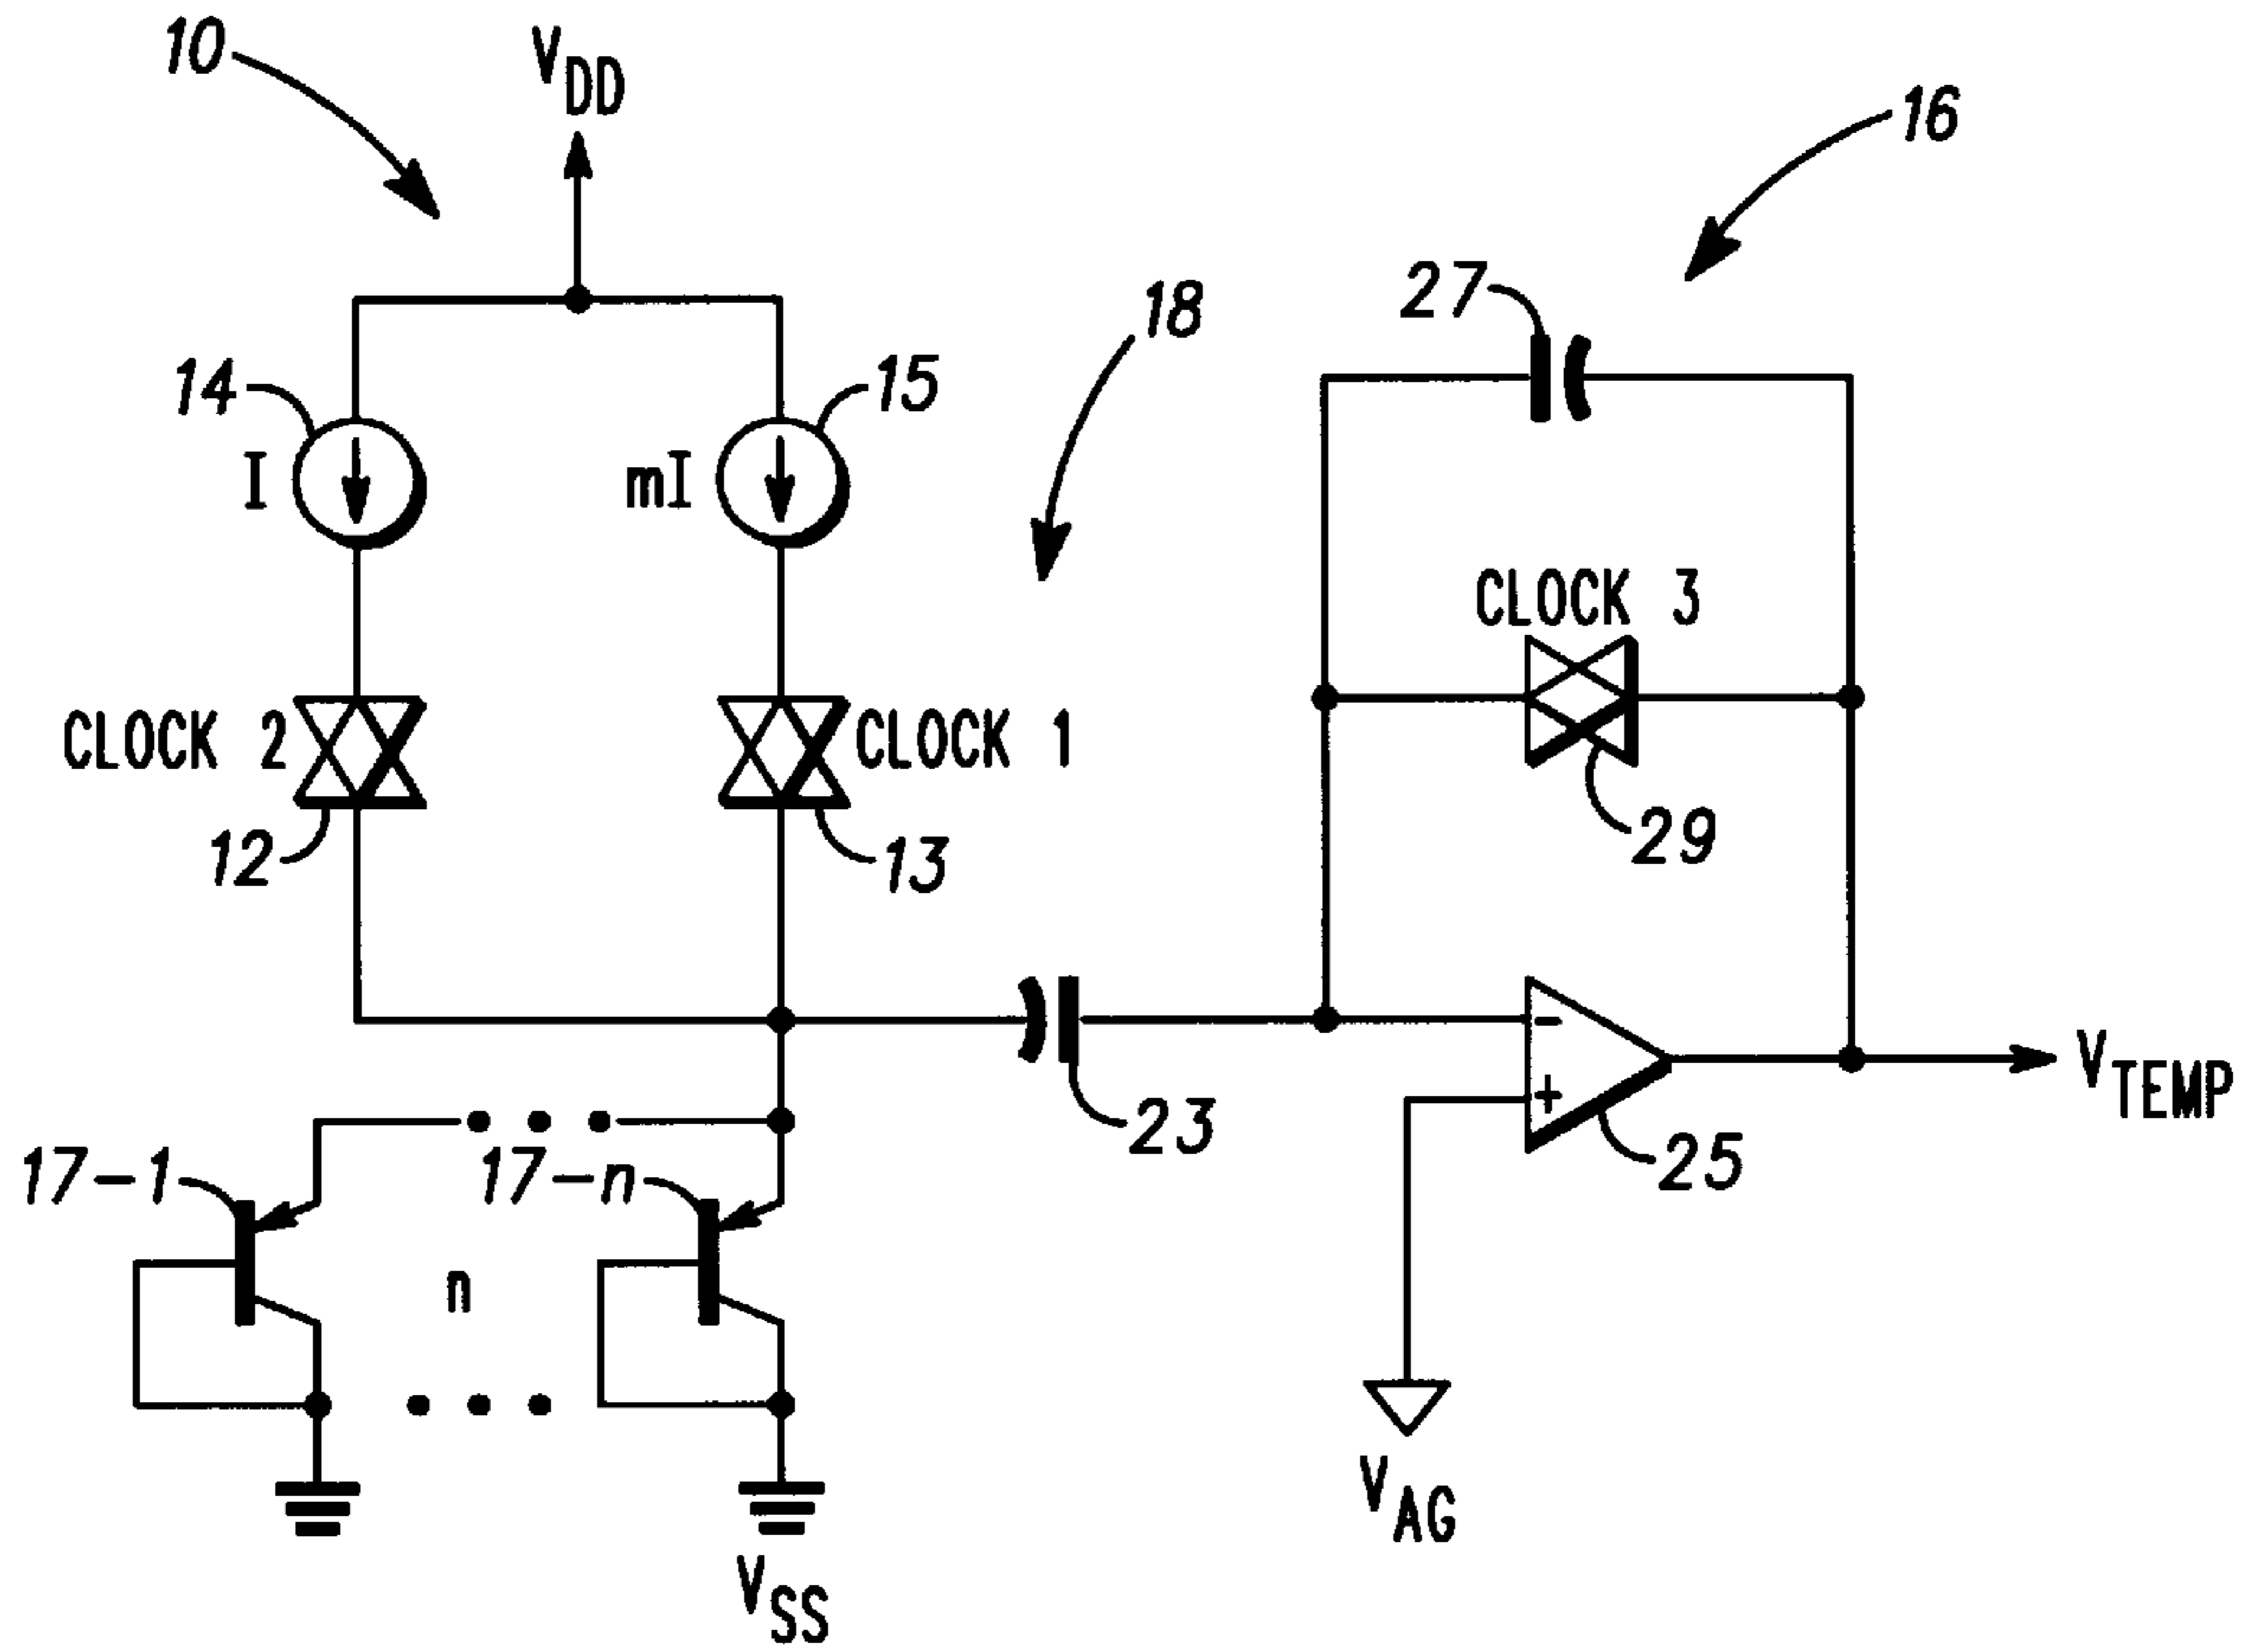 10
VDD
16
18
27
14
15
I
mI
CLOCK 3
CLOCK 2
CLOCK 1
12
13
29
-
+
VTEMP
23
25
17-1
17-n
n
VAG
VSS